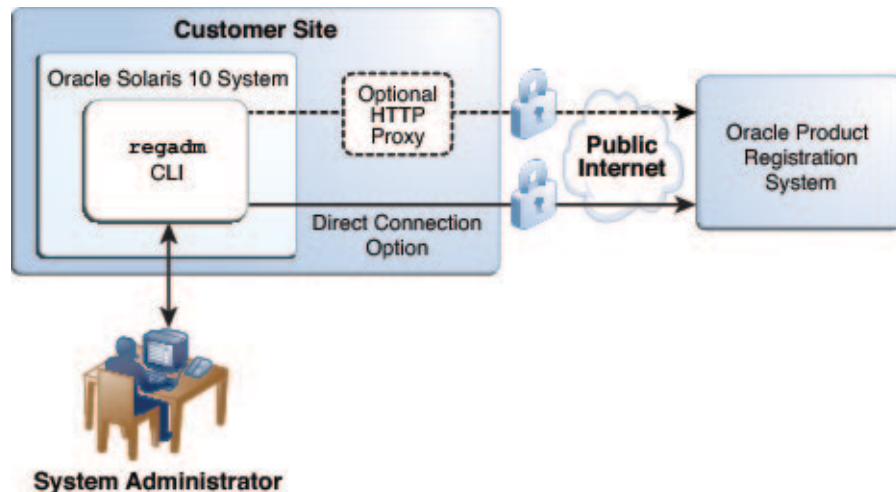 Customer Site
Oracle Solaris 10 System
regadm
CLI
Optional
HTTP
Proxy
Direct Connection
Option
Public
Internet
Oracle Product
Registration
System
System Administrator